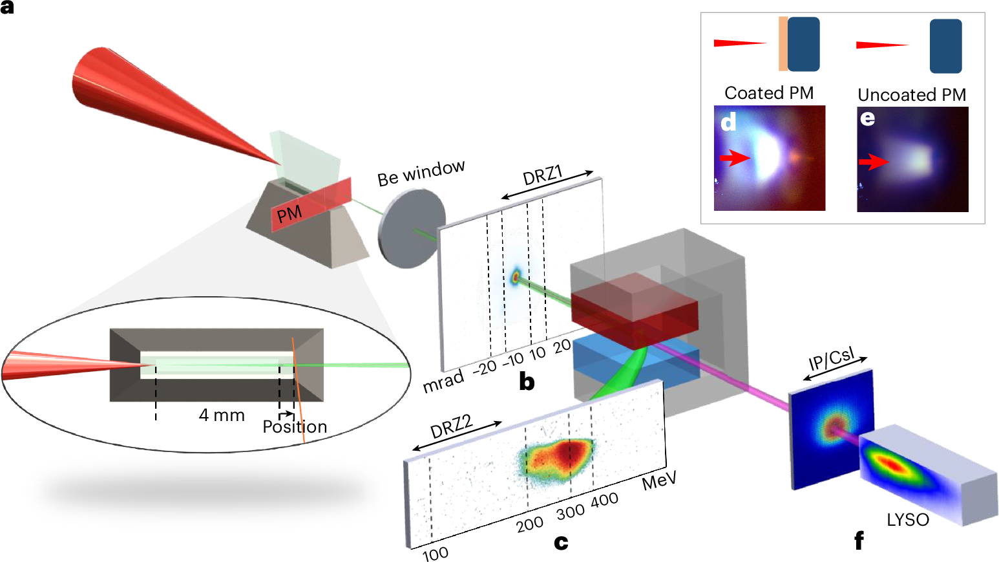 a
Coated PM
Uncoated PM
d
e
Be window
DRZ1
PM
mrad
−20
−10
10
20
b
4 mm
Position
DRZ2
MeV
100
200
300
400
c
IP/CsI
LYSO
f